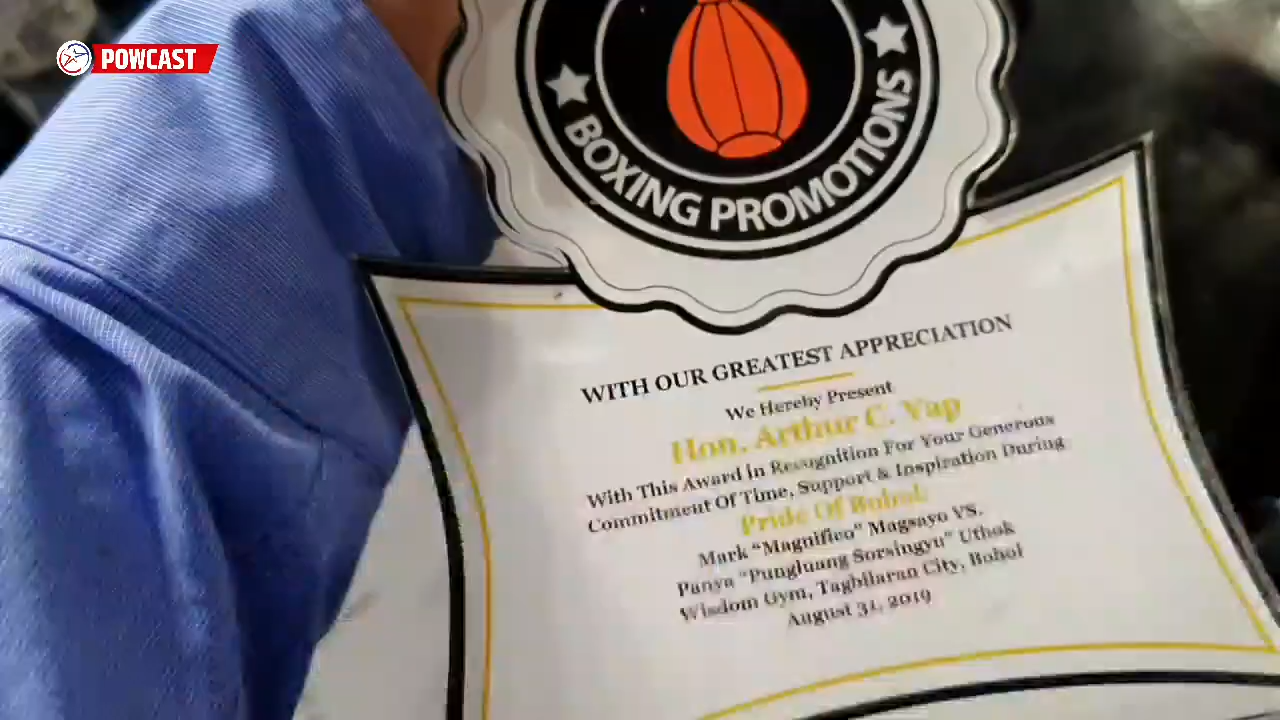 POWCAST
BOXING PROMOTIONS
WITH OUR GREATEST APPRECIATION
We Hereby Present
Hon. Arthur C. Yap
With This Award in Recognition For Your Generous
Commitment Of Time, Support & Inspiration During
Pride Of Bohol:
Mark "Magnifico" Magsayo VS.
Panya "Pungluang Sorsingyu" Uthok
Wisdom Gym, Tagbilaran City, Bohol
August 31, 2019